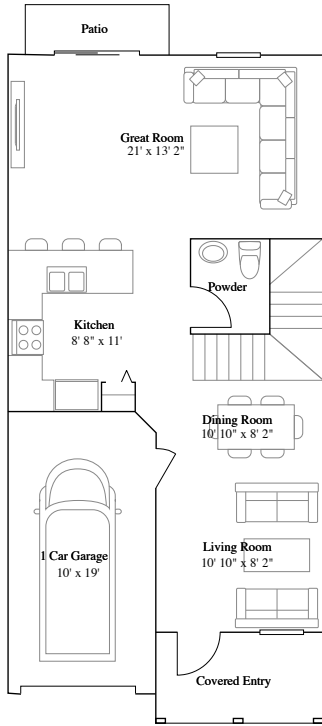 Patio
Great Room
21' x 13' 2"
Powder
Kitchen
8' 8" x 11'
Dining Room
10' 10" x 8' 2"
Living Room
10' 10" x 8' 2"
1 Car Garage
10' x 19'
Covered Entry